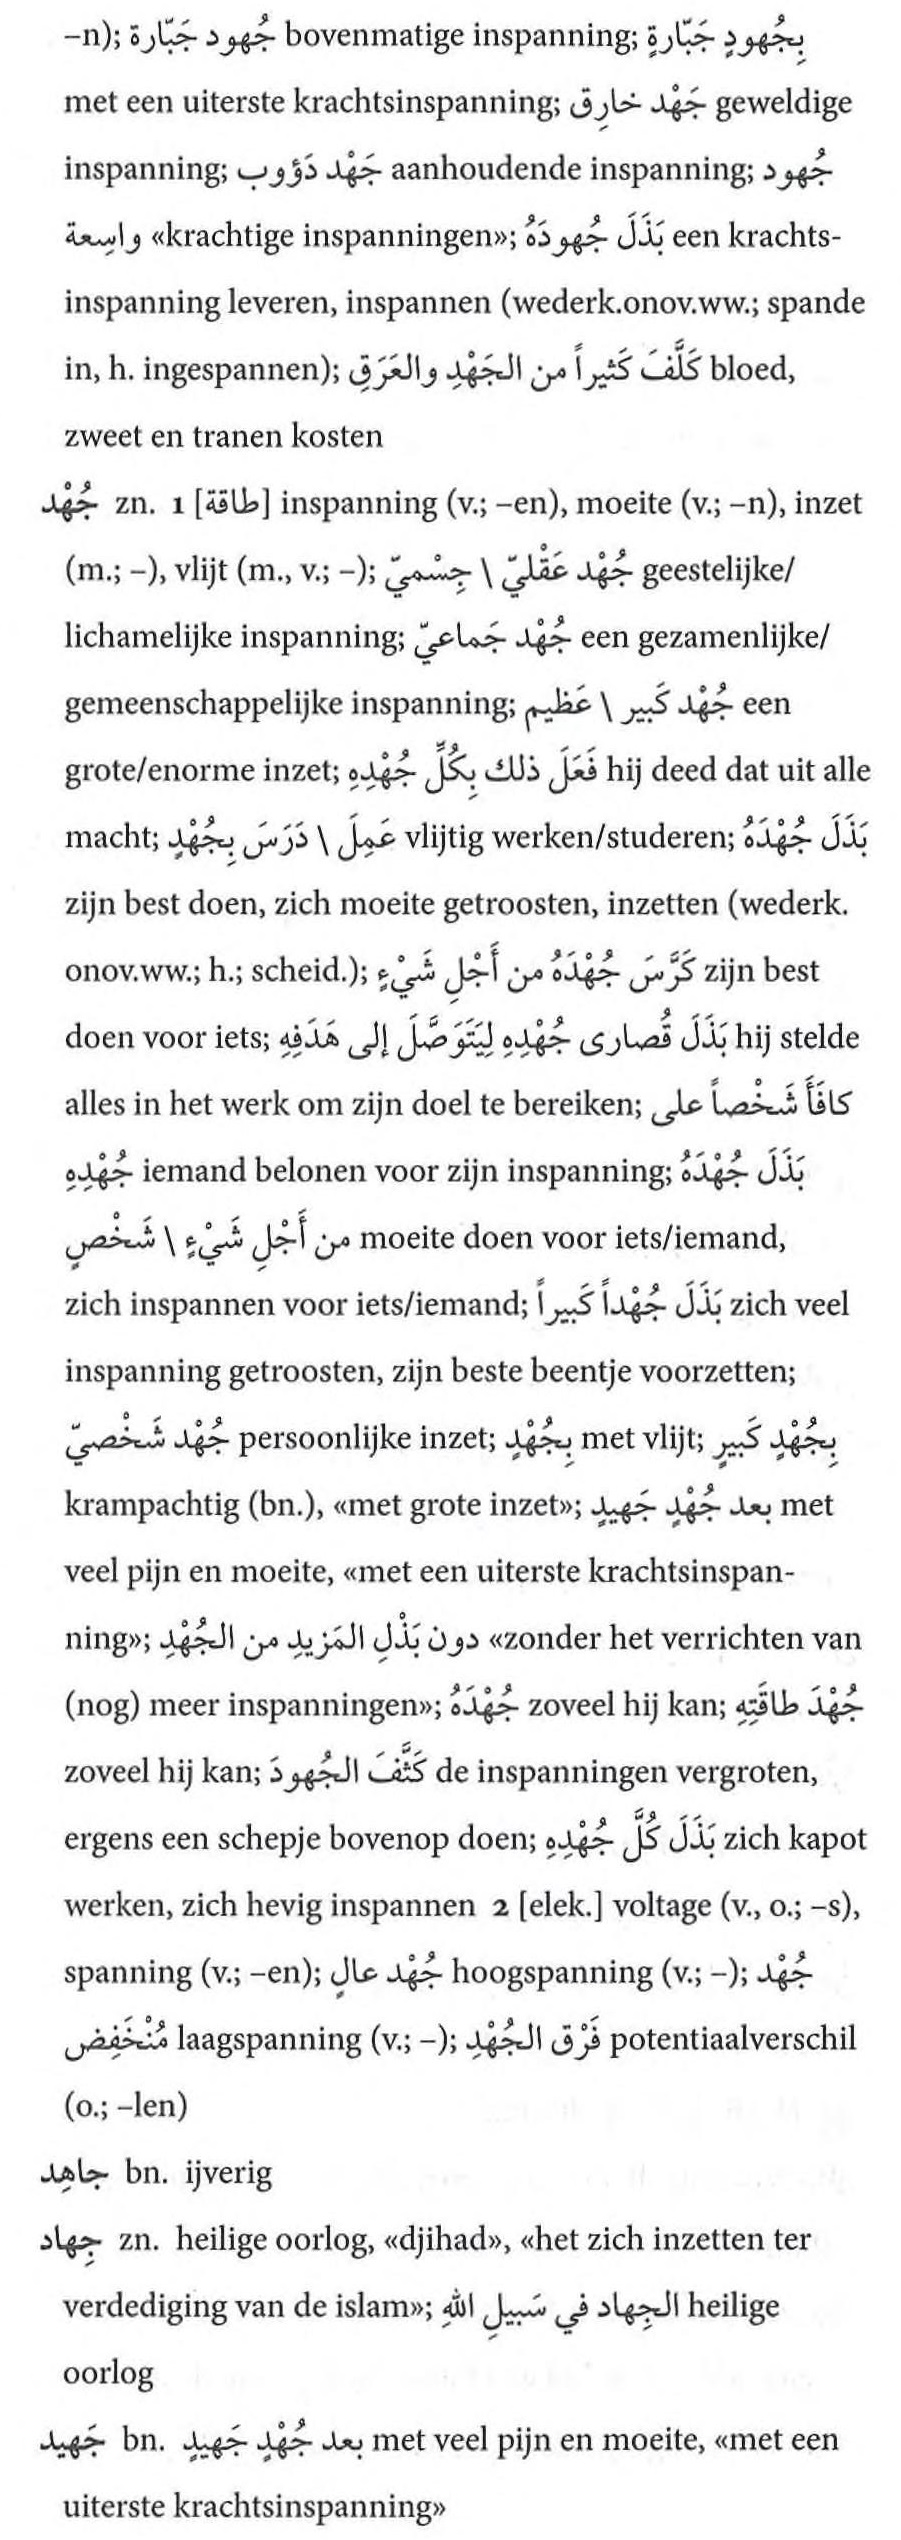 –n); جُهود جَبّارة bovenmatige inspanning; بِجُهودٍ جَبّارةٍ
met een uiterste krachtsinspanning; جَهْد خارِق geweldige
inspanning; جَهْد دَؤوب aanhoudende inspanning; جُهود
واسِعة «krachtige inspanningen»; بَذَلَ جُهودَهُ een krachts-
inspanning leveren, inspannen (wederk.onov.ww.; spande
in, h. ingespannen); كَلَّفَ كَثيراً من الجَهْدِ والعَرَقِ bloed,
zweet en tranen kosten
جُهْد zn. 1 [طاقة] inspanning (v.; –en), moeite (v.; –n), inzet
(m.; –), vlijt (m., v.; –); جُهْد عَقْليّ \ جِسْميّ geestelijke/
lichamelijke inspanning; جُهْد جَماعيّ een gezamenlijke/
gemeenschappelijke inspanning; جُهْد كَبير \ عَظيم een
grote/enorme inzet; فَعَلَ ذلك بِكُلِّ جُهْدِهِ hij deed dat uit alle
macht; عَمِلَ \ دَرَسَ بِجُهْدٍ vlijtig werken/studeren; بَذَلَ جُهْدَهُ
zijn best doen, zich moeite getroosten, inzetten (wederk.
onov.ww.; h.; scheid.); كَرَّسَ جُهْدَهُ من أَجْلِ شَيْءٍ zijn best
doen voor iets; بَذَلَ قُصارى جُهْدِهِ لِيَتَوَصَّلَ إلى هَدَفِهِ hij stelde
alles in het werk om zijn doel te bereiken; كافَأَ شَخْصاً على
جُهْدِهِ iemand belonen voor zijn inspanning; بَذَلَ جُهْدَهُ
من أَجْلِ شَيْءٍ \ شَخْصٍ moeite doen voor iets/iemand,
zich inspannen voor iets/iemand; بَذَلَ جُهْداً كَبيراً zich veel
inspanning getroosten, zijn beste beentje voorzetten;
جُهْد شَخْصيّ persoonlijke inzet; بِجُهْدٍ met vlijt; بِجُهْدٍ كَبيرٍ
krampachtig (bn.), «met grote inzet»; بعد جُهْدٍ جَهيدٍ met
veel pijn en moeite, «met een uiterste krachtsinspan-
ning»; دون بَذْلِ المَزيدِ من الجُهْدِ «zonder het verrichten van
(nog) meer inspanningen»; جُهْدَهُ zoveel hij kan; جُهْدَ طاقَتِهِ
zoveel hij kan; كَثَّفَ الجُهودَ de inspanningen vergroten,
ergens een schepje bovenop doen; بَذَلَ كُلَّ جُهْدِهِ zich kapot
werken, zich hevig inspannen 2 [elek.] voltage (v., o.; –s),
spanning (v.; –en); جُهْد عالٍ hoogspanning (v.; –); جُهْد
مُنْخَفِض laagspanning (v.; –); فَرْق الجُهْدِ potentiaalverschil
(o.; –len)
جاهِد bn. ijverig
جِهاد zn. heilige oorlog, «djihad», «het zich inzetten ter
verdediging van de islam»; الجِهاد في سَبيلِ اللهِ heilige
oorlog
جَهيد bn. بعد جُهْدٍ جَهيدٍ met veel pijn en moeite, «met een
uiterste krachtsinspanning»